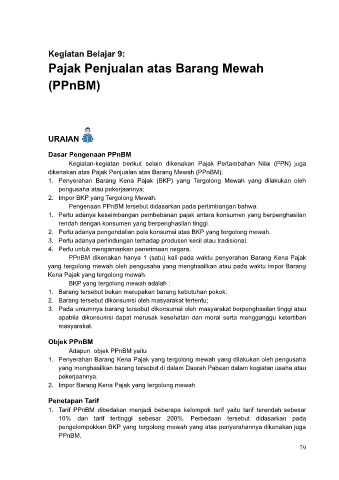 Kegiatan Belajar 9:
Pajak Penjualan atas Barang Mewah
(PPnBM)
URAIAN
Dasar Pengenaan PPnBM
Kegiatan-kegiatan berikut selain dikenakan Pajak Pertambahan Nilai (PPN) juga
dikenakan atas Pajak Penjualan atas Barang Mewah (PPnBM):
1. Penyerahan Barang Kena Pajak (BKP) yang Tergolong Mewah yang dilakukan oleh
pengusaha atau pekerjaannya;
2. Impor BKP yang Tergolong Mewah.
Pengenaan PPnBM tersebut didasarkan pada pertimbangan bahwa:
1. Perlu adanya keseimbangan pembebanan pajak antara konsumen yang berpenghasilan
rendah dengan konsumen yang berpenghasilan tinggi.
2. Perlu adanya pengendalian pola konsumsi atas BKP yang tergolong mewah.
3. Perlu adanya perlindungan terhadap produsen kecil atau tradisional.
4. Perlu untuk mengamankan penerimaan negara.
PPnBM dikenakan hanya 1 (satu) kali pada waktu penyerahan Barang Kena Pajak
yang tergolong mewah oleh pengusaha yang menghasilkan atau pada waktu impor Barang
Kena Pajak yang tergolong mewah.
BKP yang tergolong mewah adalah :
1. Barang tersebut bukan merupakan barang kebutuhan pokok;
2. Barang tersebut dikonsumsi oleh masyarakat tertentu;
3. Pada umumnya barang tersebut dikonsumsi oleh masyarakat berpenghasilan tinggi atau
apabila dikonsumsi dapat merusak kesehatan dan moral serta mengganggu ketertiban
masyarakat.
Objek PPnBM
Adapun objek PPnBM yaitu
1. Penyerahan Barang Kena Pajak yang tergolong mewah yang dilakukan oleh pengusaha
yang menghasilkan barang tersebut di dalam Daerah Pabean dalam kegiatan usaha atau
pekerjaannya.
2. Impor Barang Kena Pajak yang tergolong mewah
Penetapan Tarif
1. Tarif PPnBM dibedakan menjadi beberapa kelompok tarif yaitu tarif terendah sebesar
10% dan tarif tertinggi sebesar 200%. Perbedaan tersebut didasarkan pada
pengelompokkan BKP yang tergolong mewah yang atas penyerahannya dikenakan juga
PPnBM.
79